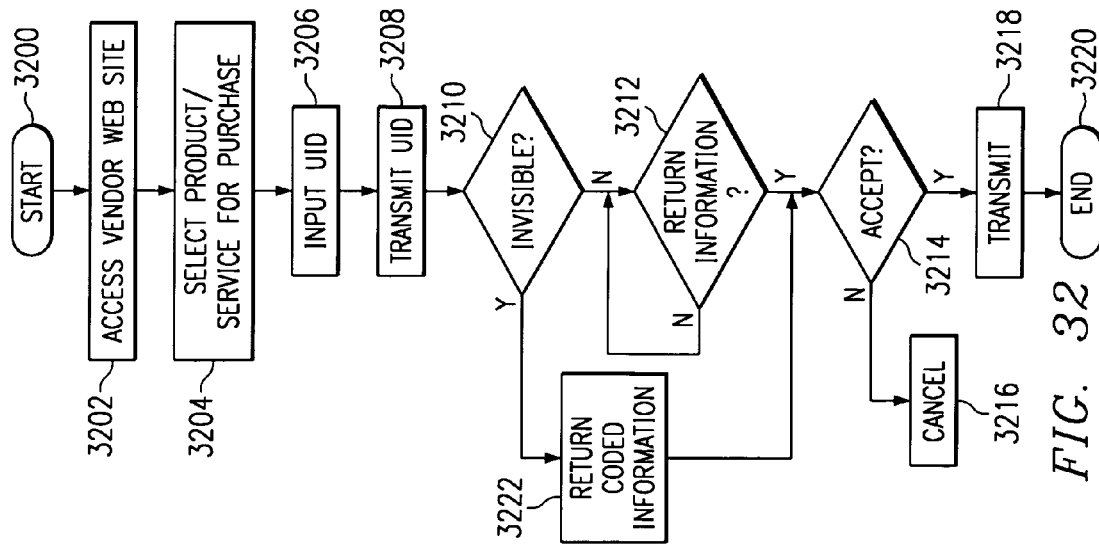 START
3200
ACCESS VENDOR WEB SITE
3202
SELECT PRODUCT/
SERVICE FOR PURCHASE
3204
INPUT UID
3206
TRANSMIT UID
3208
INVISIBLE?
3210
Y
N
RETURN
INFORMATION
?
3212
N
Y
RETURN
CODED
INFORMATION
3222
ACCEPT?
3214
N
Y
CANCEL
3216
TRANSMIT
3218
END
3220
FIG. 32